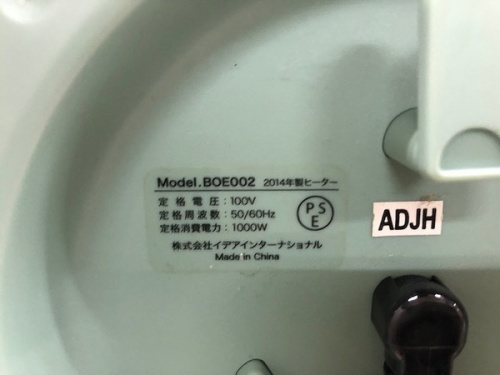 Model.BOE002 2014年製ヒーター
定格電圧:100V
定格周波数:50/60Hz
定格消費電力:1000W
PSE
株式会社イデアインターナショナル
Made in China
ADJH